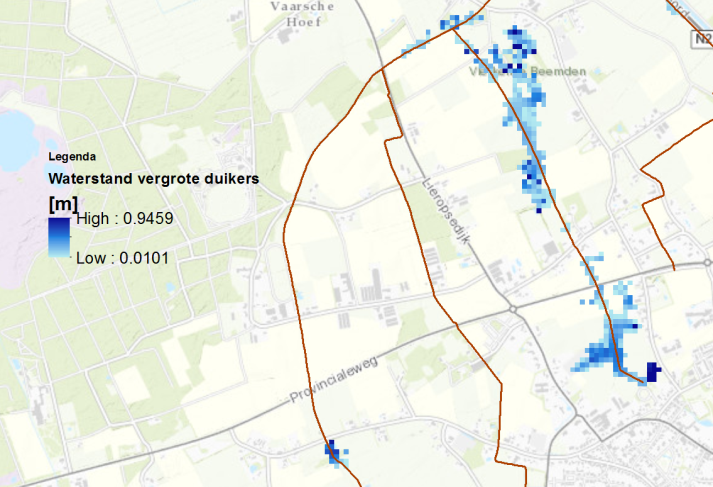 Vaarsche
Hoef
N2
Beemden
Legenda
Waterstand vergrote duikers
[m]
High : 0.9459
Low : 0.0101
Lieropsedijk
Provincialeweg